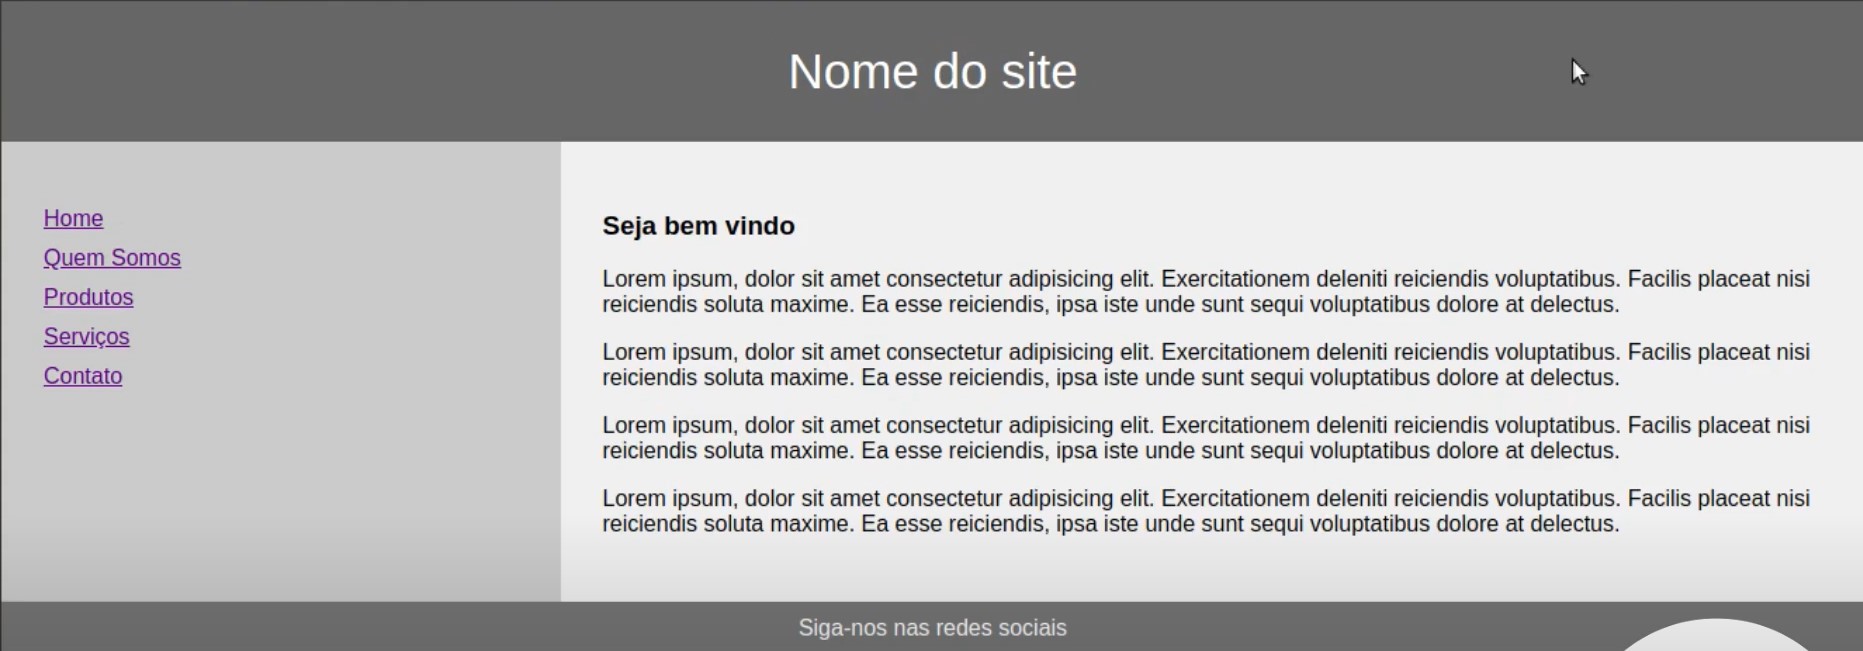 Nome do site
Home
Quem Somos
Produtos
Serviços
Contato
Seja bem vindo
Lorem ipsum, dolor sit amet consectetur adipisicing elit. Exercitationem deleniti reiciendis voluptatibus. Facilis placeat nisi
reiciendis soluta maxime. Ea esse reiciendis, ipsa iste unde sunt sequi voluptatibus dolore at delectus.
Lorem ipsum, dolor sit amet consectetur adipisicing elit. Exercitationem deleniti reiciendis voluptatibus. Facilis placeat nisi
reiciendis soluta maxime. Ea esse reiciendis, ipsa iste unde sunt sequi voluptatibus dolore at delectus.
Lorem ipsum, dolor sit amet consectetur adipisicing elit. Exercitationem deleniti reiciendis voluptatibus. Facilis placeat nisi
reiciendis soluta maxime. Ea esse reiciendis, ipsa iste unde sunt sequi voluptatibus dolore at delectus.
Lorem ipsum, dolor sit amet consectetur adipisicing elit. Exercitationem deleniti reiciendis voluptatibus. Facilis placeat nisi
reiciendis soluta maxime. Ea esse reiciendis, ipsa iste unde sunt sequi voluptatibus dolore at delectus.
Siga-nos nas redes sociais